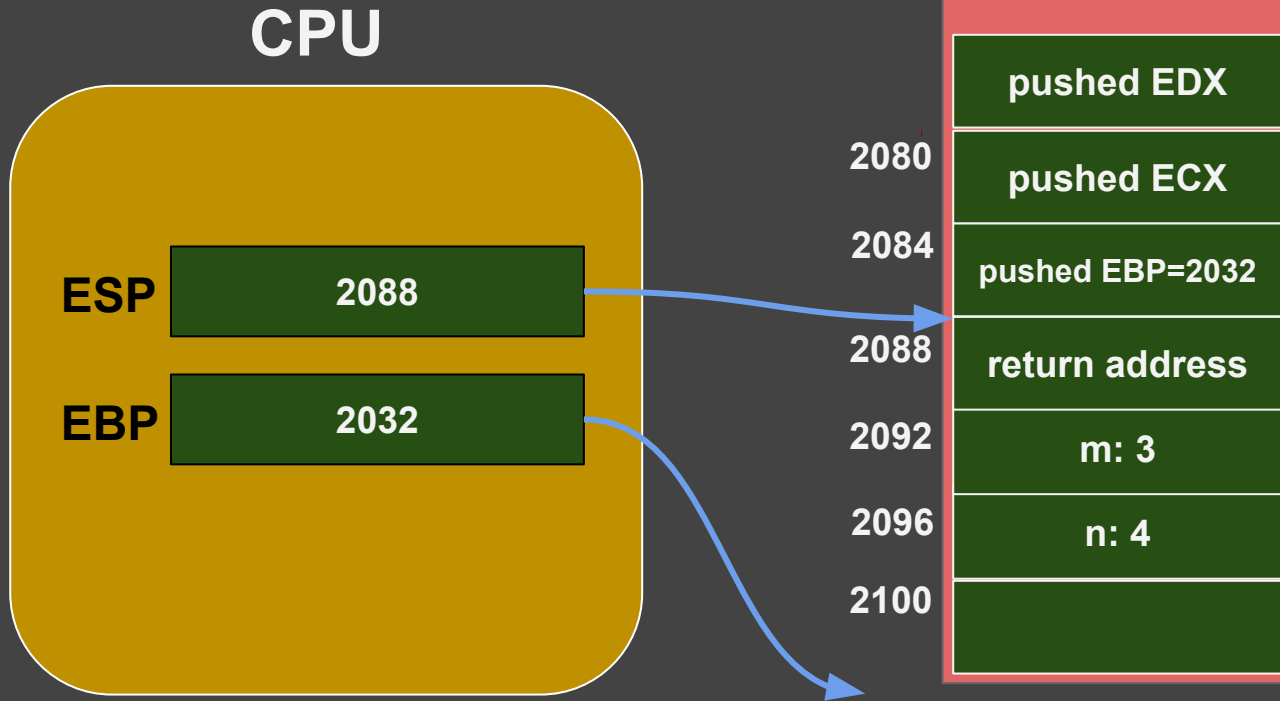 CPU
ESP
2088
EBP
2032
2080
2084
2088
2092
2096
2100
pushed EDX
pushed ECX
pushed EBP=2032
return address
m: 3
n: 4